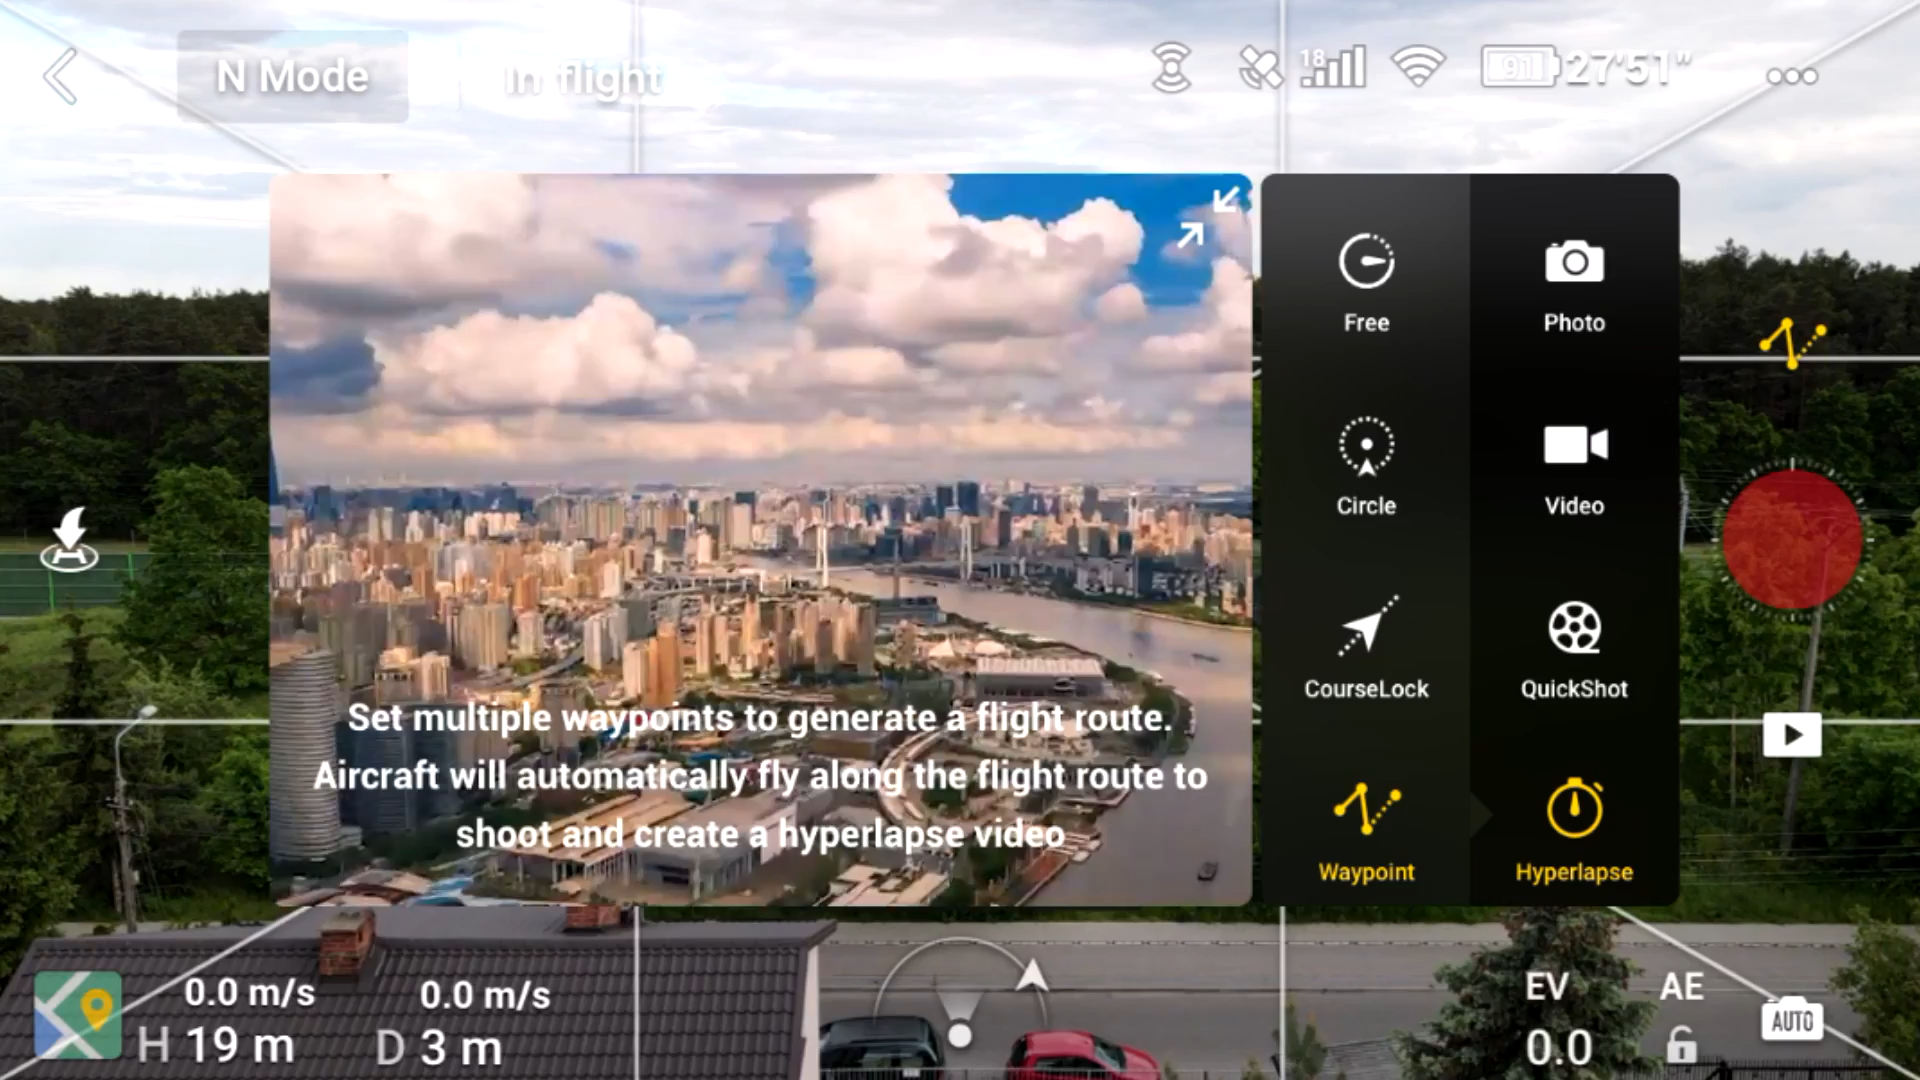 N Mode
In flight
18
91
27'51"
Free
Photo
Circle
Video
CourseLock
QuickShot
Set multiple waypoints to generate a flight route.
Aircraft will automatically fly along the flight route to
shoot and create a hyperlapse video
Waypoint
Hyperlapse
0.0 m/s
0.0 m/s
H 19 m
D 3 m
EV
0.0
AE
AUTO